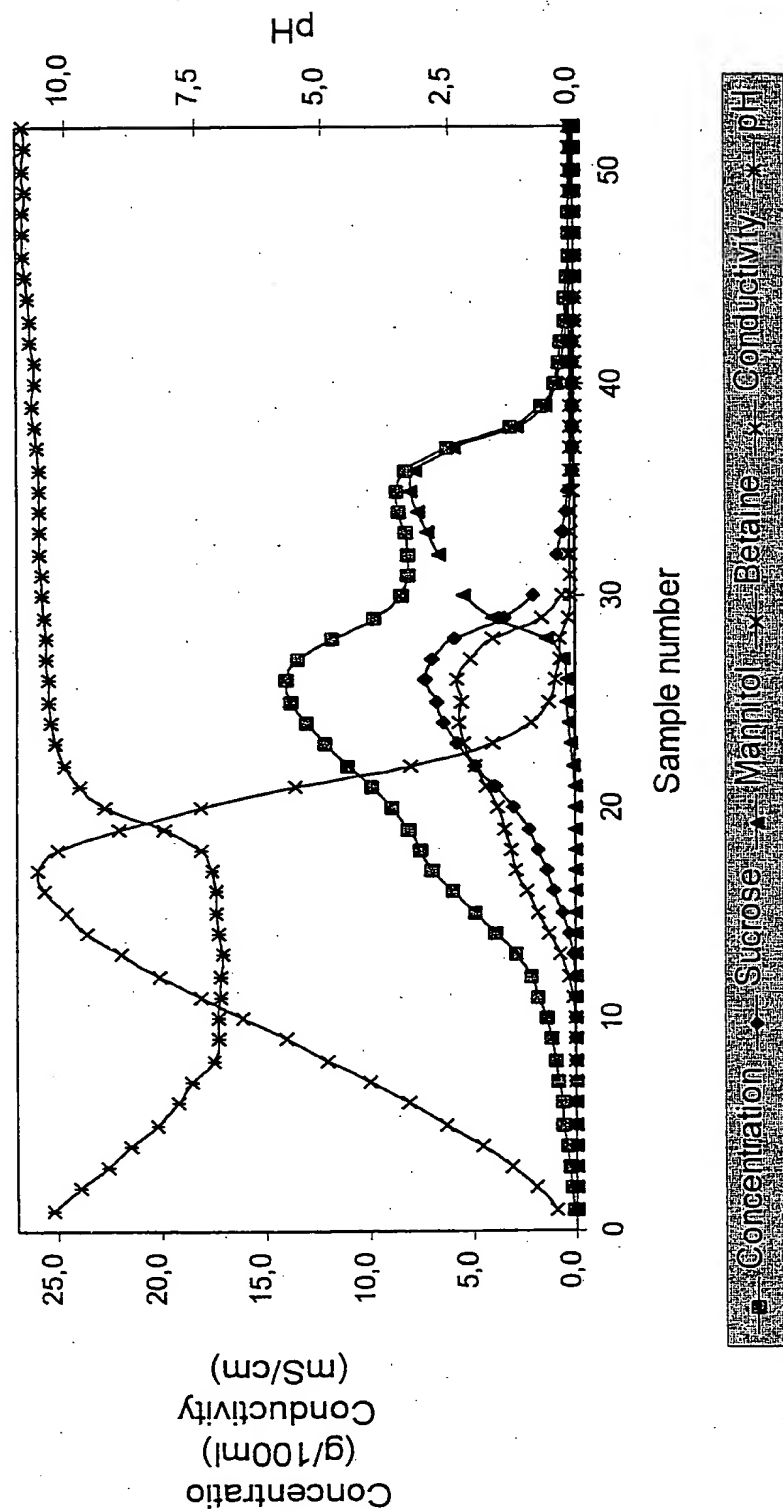 Concentratio
(g/100ml)
Conductivity
(mS/cm)
25,0
20,0
15,0
10,0
5,0
0,0
pH
10,0
7,5
5,0
2,5
0,0
0
10
20
30
40
50
Sample number
Concentration Sucrose Mannitol Betaine Conductivity pH